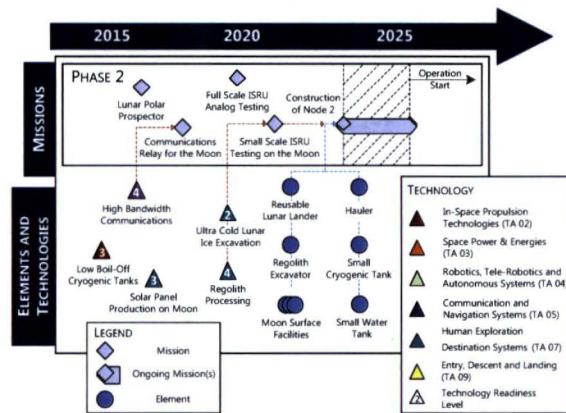 2015
2020
2025
MISSIONS
PHASE 2
Lunar Polar
Prospector
Full Scale ISRU
Analog Testing
Construction
of Node 2
Operation
Start
Communications
Relay for the Moon
Small Scale ISRU
Testing on the Moon
ELEMENTS AND
TECHNOLOGIES
4
High Bandwidth
Communications
2
Ultra Cold Lunar
Ice Excavation
Reusable
Lunar Lander
Hauler
3
Low Boil-Off
Cryogenic Tanks
3
Solar Panel
Production on Moon
4
Regolith
Processing
Regolith
Excavator
Small
Cryogenic Tank
Moon Surface
Facilities
Small Water
Tank
LEGEND
Mission
Ongoing Mission(s)
Element
TECHNOLOGY
In-Space Propulsion
Technologies (TA 02)
Space Power & Energies
(TA 03)
Robotics, Tele-Robotics and
Autonomous Systems (TA 04)
Communication and
Navigation Systems (TA 05)
Human Exploration
Destination Systems (TA 07)
Entry, Descent and Landing
(TA 09)
2
Technology Readiness
Level